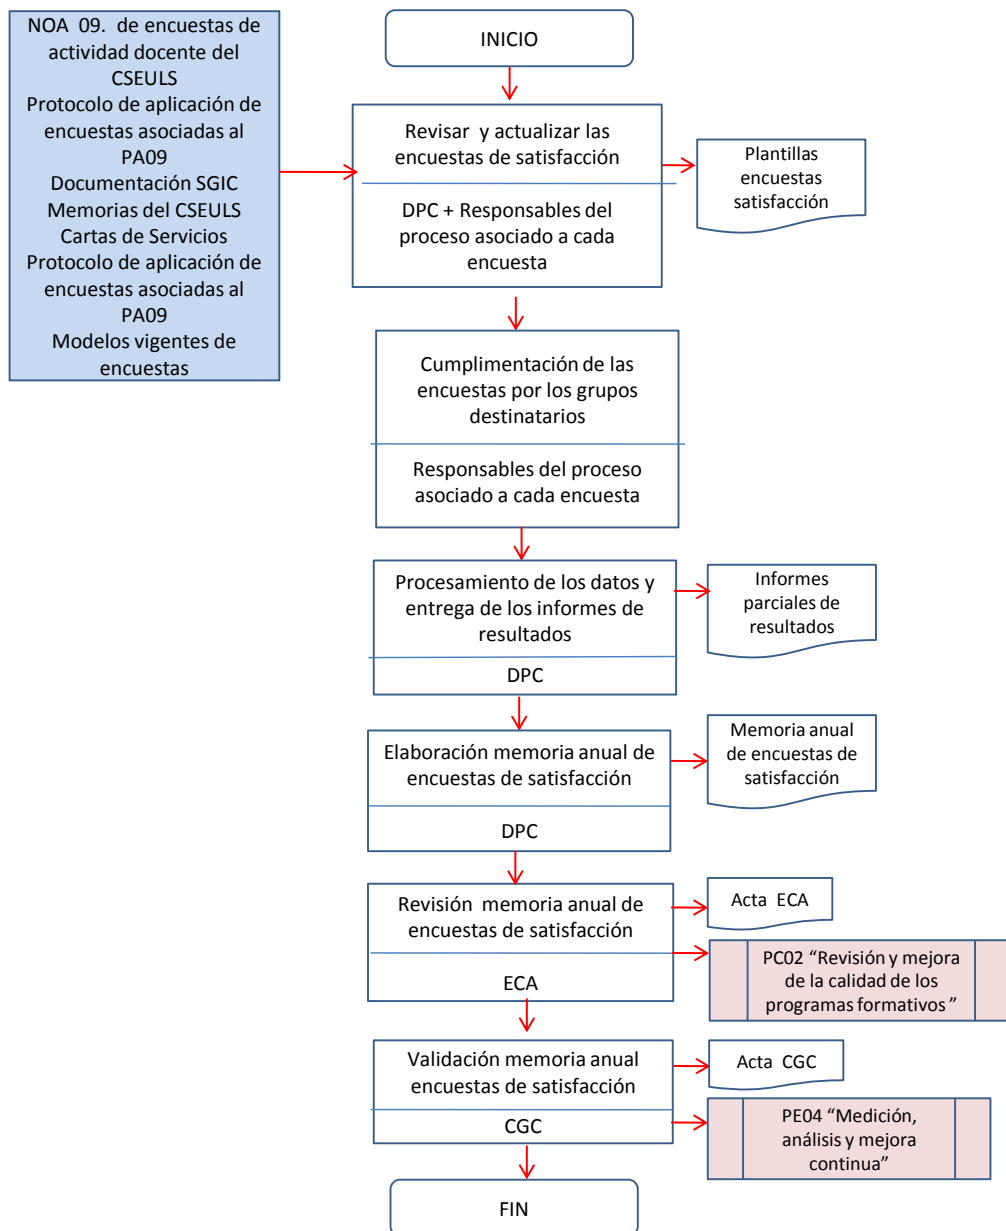 NOA 09. de encuestas de
actividad docente del
CSEULS
Protocolo de aplicación de
encuestas asociadas al
PA09
Documentación SGIC
Memorias del CSEULS
Cartas de Servicios
Protocolo de aplicación de
encuestas asociadas al
PA09
Modelos vigentes de
encuestas
INICIO
Revisar y actualizar las
encuestas de satisfacción
DPC + Responsables del
proceso asociado a cada
encuesta
Plantillas
encuestas
satisfacción
Cumplimentación de las
encuestas por los grupos
destinatarios
Responsables del proceso
asociado a cada encuesta
Procesamiento de los datos y
entrega de los informes de
resultados
DPC
Informes
parciales de
resultados
Elaboración memoria anual de
encuestas de satisfacción
DPC
Memoria anual
de encuestas de
satisfacción
Revisión memoria anual de
encuestas de satisfacción
ECA
Acta ECA
PC02 “Revisión y mejora
de la calidad de los
programas formativos ”
Validación memoria anual
encuestas de satisfacción
CGC
Acta CGC
PE04 “Medición,
análisis y mejora
continua”
FIN